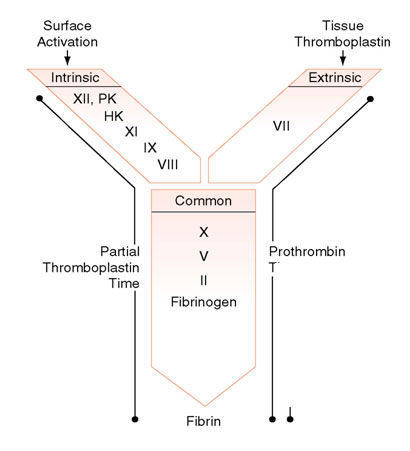 Surface
Activation
Tissue
Thromboplastin
Intrinsic
Extrinsic
XII, PK
HK
XI
IX
VIII
VII
Common
X
V
II
Fibrinogen
Partial
Thromboplastin
Time
Prothrombin
Fibrin